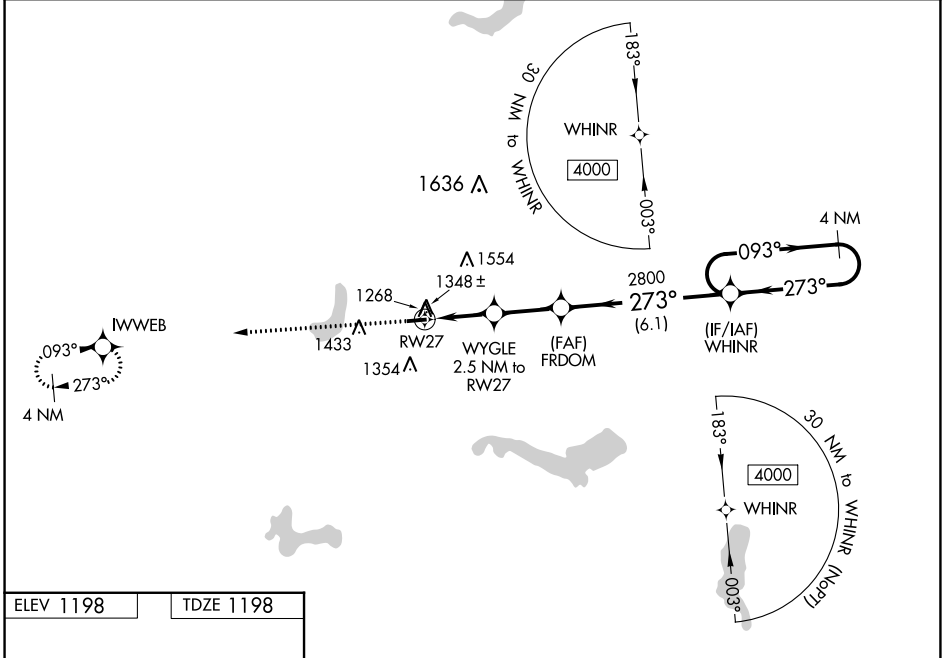 183°
30 NM to WHINR
WHINR
4000
003°
1636
4 NM
093°
273°
1554
1348 ±
1268
2800
273°
(6.1)
(IF/IAF)
WHINR
IWWEB
093°
273°
4 NM
1433
RW27
1354
WYGLE
2.5 NM to
RW27
(FAF)
FRDOM
183°
30 NM to WHINR (NoPT)
4000
WHINR
003°
ELEV 1198
TDZE 1198